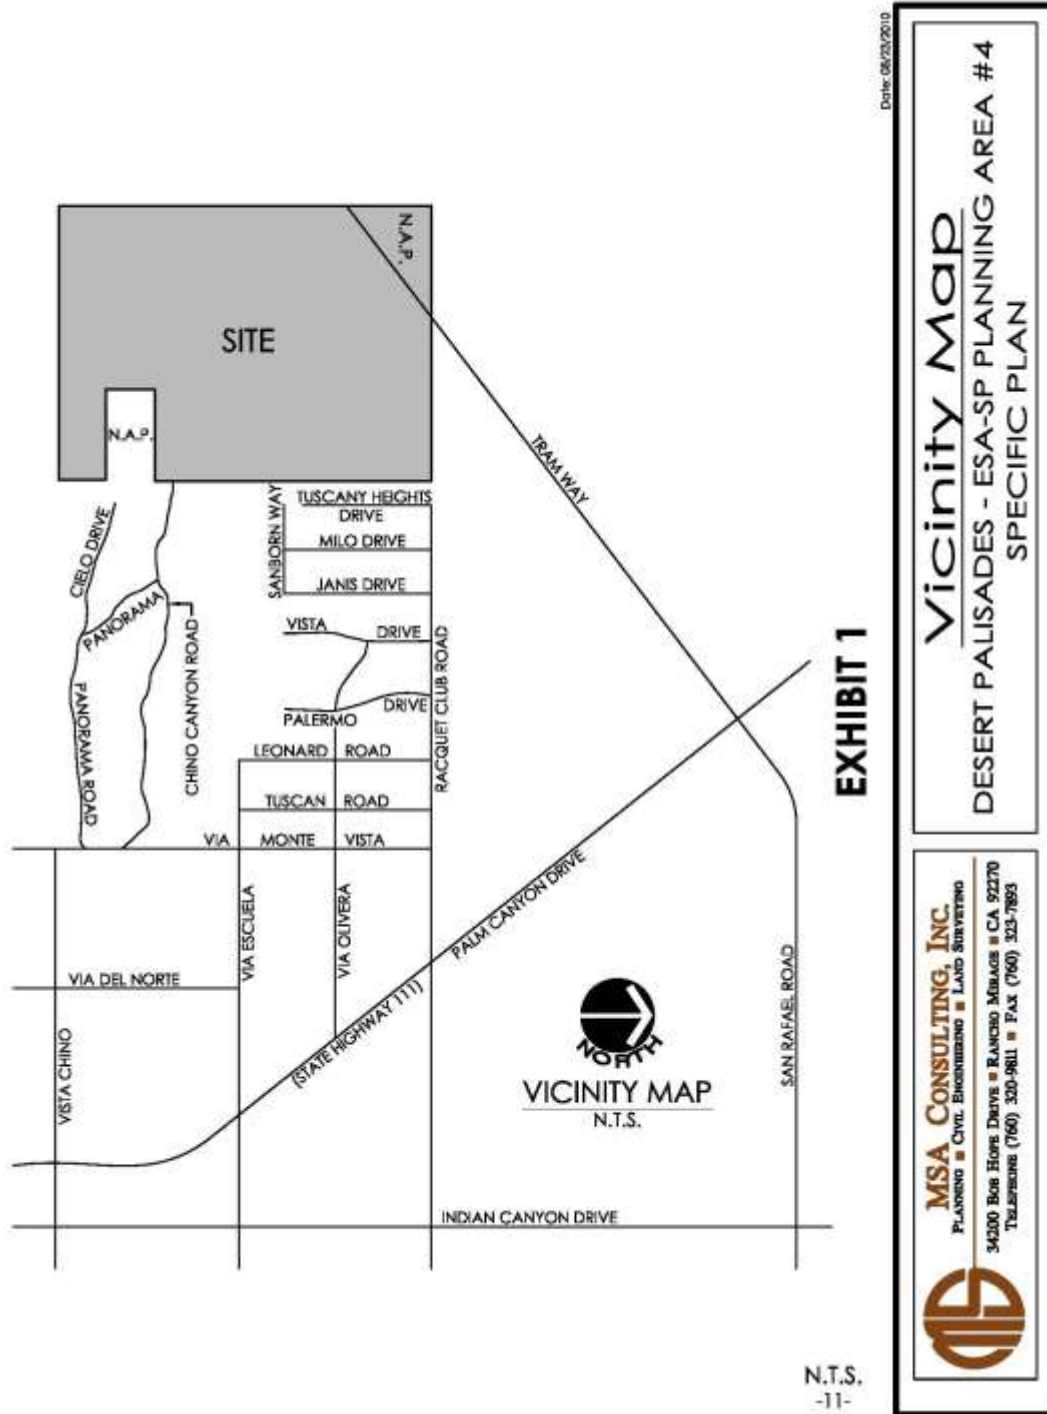 Date: 08/23/2010
N.A.P.
SITE
N.A.P.
TRAM WAY
CIELO DRIVE
SANBORN WAY
TUSCANY HEIGHTS
DRIVE
MILO DRIVE
JANIS DRIVE
PANORAMA
VISTA
DRIVE
CHINO CANYON ROAD
PANORAMA ROAD
DRIVE
PALERMO
RACQUET CLUB ROAD
LEONARD ROAD
TUSCAN ROAD
VIA MONTE VISTA
VIA ESCUELA
VIA OLIVERA
PALM CANYON DRIVE
(STATE HIGHWAY 111)
VIA DEL NORTE
VISTA CHINO
SAN RAFAEL ROAD
NORTH
VICINITY MAP
N.T.S.
INDIAN CANYON DRIVE
EXHIBIT 1
N.T.S.
-11-
Vicinity Map
DESERT PALISADES - ESA-SP PLANNING AREA #4
SPECIFIC PLAN
MSA CONSULTING, INC.
PLANNING ■ CIVIL ENGINEERING ■ LAND SURVEYING
34200 BOB HOPE DRIVE ■ RANCHO MIRAGE ■ CA 92270
TELEPHONE (760) 320-9811 ■ FAX (760) 323-7893